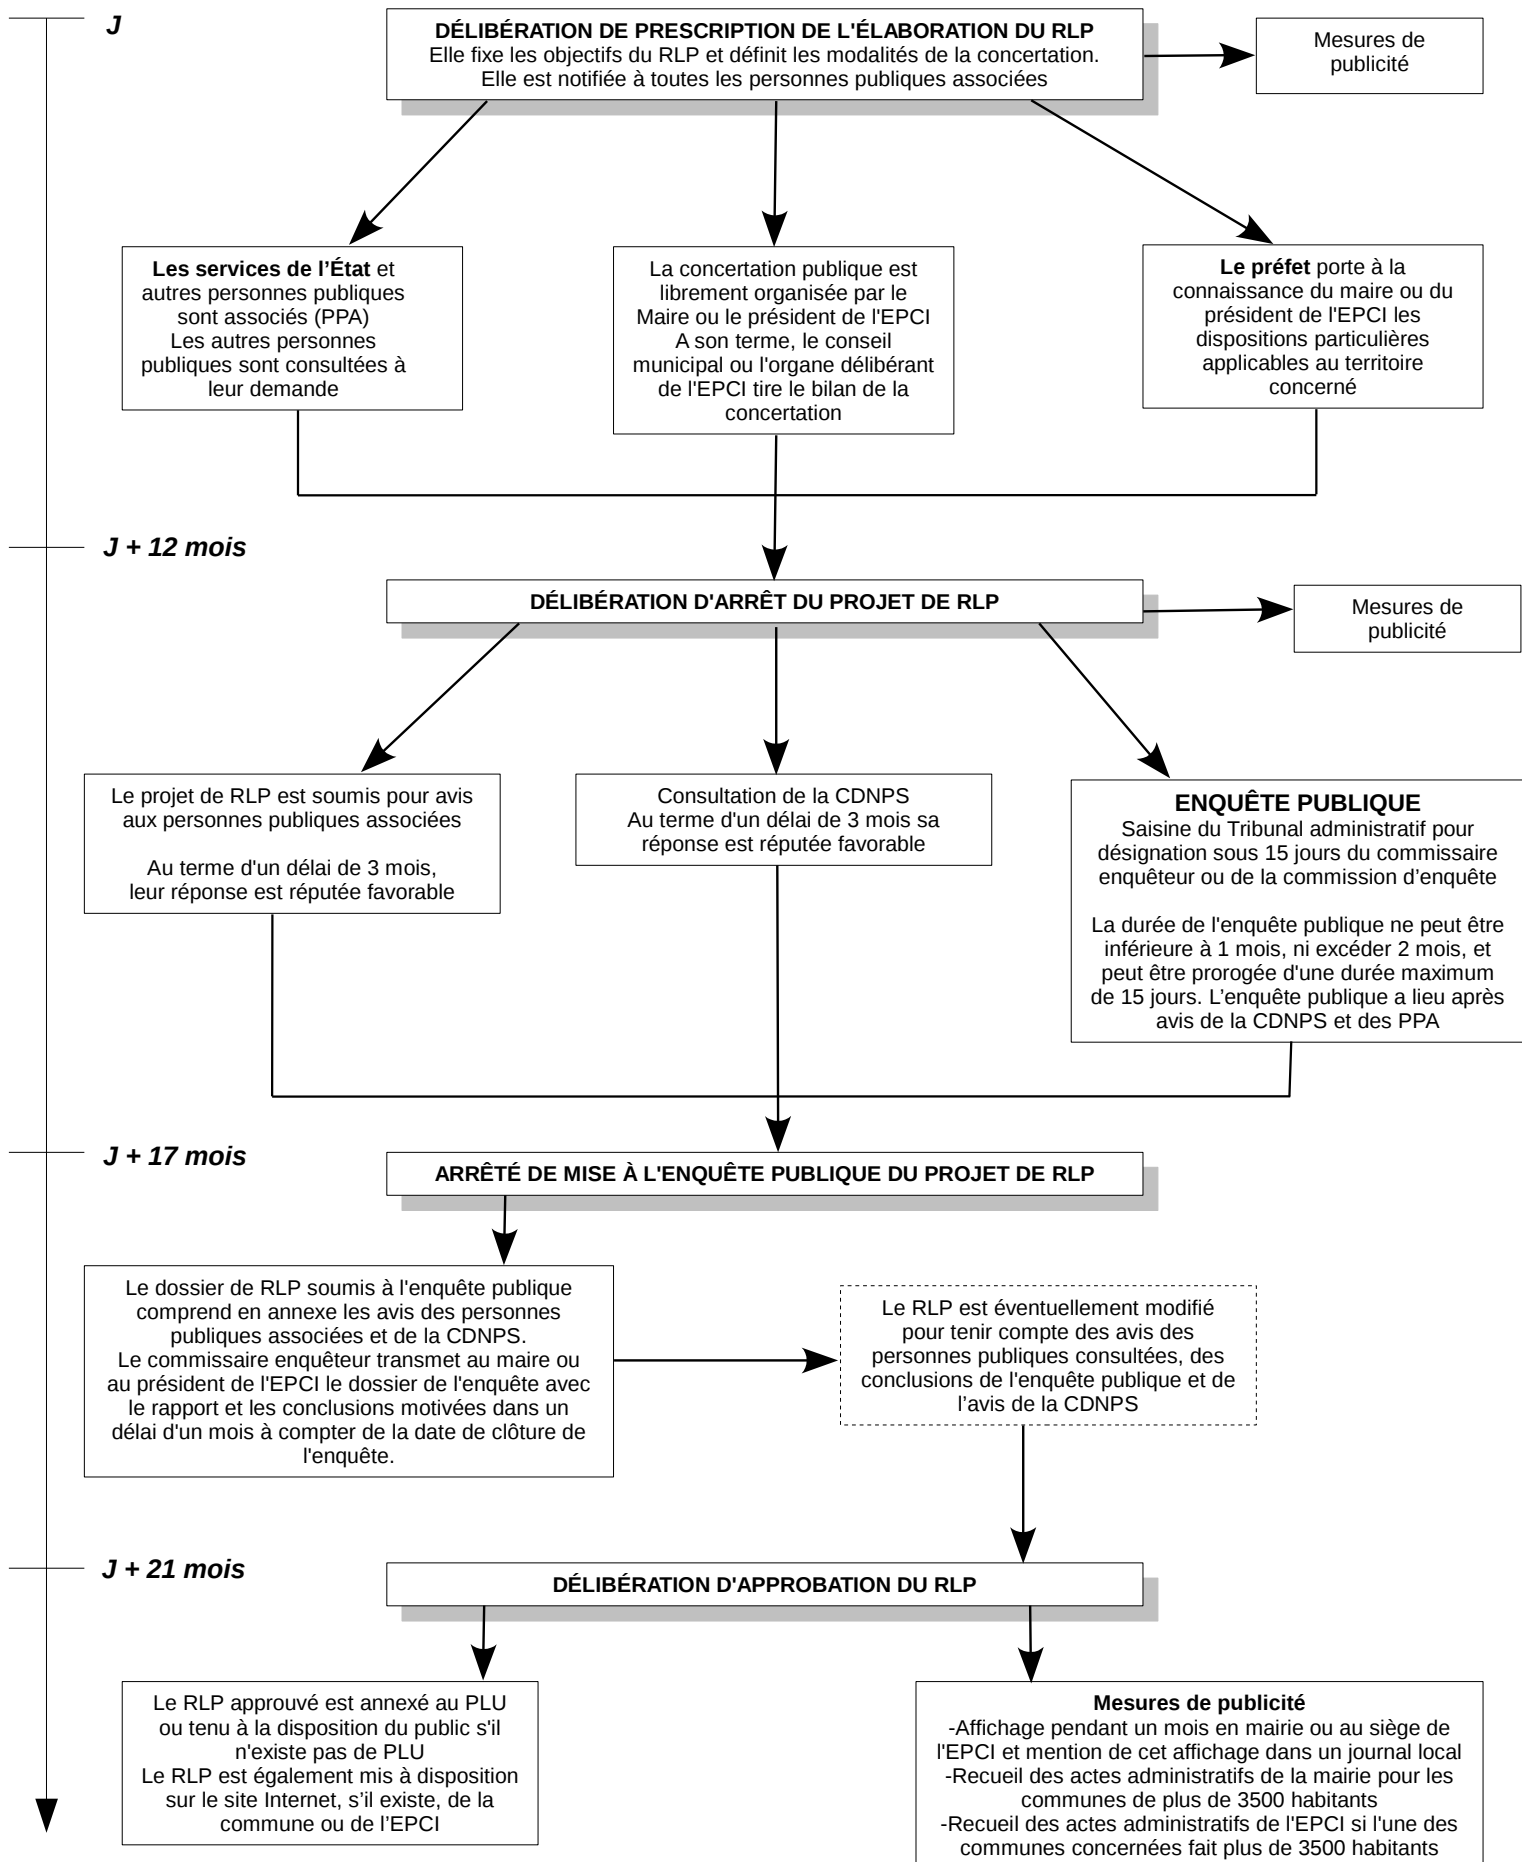 J
DÉLIBÉRATION DE PRESCRIPTION DE L'ÉLABORATION DU RLP
Elle fixe les objectifs du RLP et définit les modalités de la concertation.
Elle est notifiée à toutes les personnes publiques associées
Mesures de
publicité
Les services de l’État et
autres personnes publiques
sont associés (PPA)
Les autres personnes
publiques sont consultées à
leur demande
La concertation publique est
librement organisée par le
Maire ou le président de l'EPCI
A son terme, le conseil
municipal ou l'organe délibérant
de l'EPCI tire le bilan de la
concertation
Le préfet porte à la
connaissance du maire ou du
président de l'EPCI les
dispositions particulières
applicables au territoire
concerné
J + 12 mois
DÉLIBÉRATION D'ARRÊT DU PROJET DE RLP
Mesures de
publicité
Le projet de RLP est soumis pour avis
aux personnes publiques associées
Au terme d'un délai de 3 mois,
leur réponse est réputée favorable
Consultation de la CDNPS
Au terme d'un délai de 3 mois sa
réponse est réputée favorable
ENQUÊTE PUBLIQUE
Saisine du Tribunal administratif pour
désignation sous 15 jours du commissaire
enquêteur ou de la commission d’enquête
La durée de l'enquête publique ne peut être
inférieure à 1 mois, ni excéder 2 mois, et
peut être prorogée d'une durée maximum
de 15 jours. L’enquête publique a lieu après
avis de la CDNPS et des PPA
J + 17 mois
ARRÊTÉ DE MISE À L'ENQUÊTE PUBLIQUE DU PROJET DE RLP
Le dossier de RLP soumis à l'enquête publique
comprend en annexe les avis des personnes
publiques associées et de la CDNPS.
Le commissaire enquêteur transmet au maire ou
au président de l'EPCI le dossier de l'enquête avec
le rapport et les conclusions motivées dans un
délai d'un mois à compter de la date de clôture de
l'enquête.
Le RLP est éventuellement modifié
pour tenir compte des avis des
personnes publiques consultées, des
conclusions de l'enquête publique et de
l’avis de la CDNPS
J + 21 mois
DÉLIBÉRATION D'APPROBATION DU RLP
Le RLP approuvé est annexé au PLU
ou tenu à la disposition du public s'il
n'existe pas de PLU
Le RLP est également mis à disposition
sur le site Internet, s’il existe, de la
commune ou de l’EPCI
Mesures de publicité
-Affichage pendant un mois en mairie ou au siège de
l'EPCI et mention de cet affichage dans un journal local
-Recueil des actes administratifs de la mairie pour les
communes de plus de 3500 habitants
-Recueil des actes administratifs de l'EPCI si l'une des
communes concernées fait plus de 3500 habitants